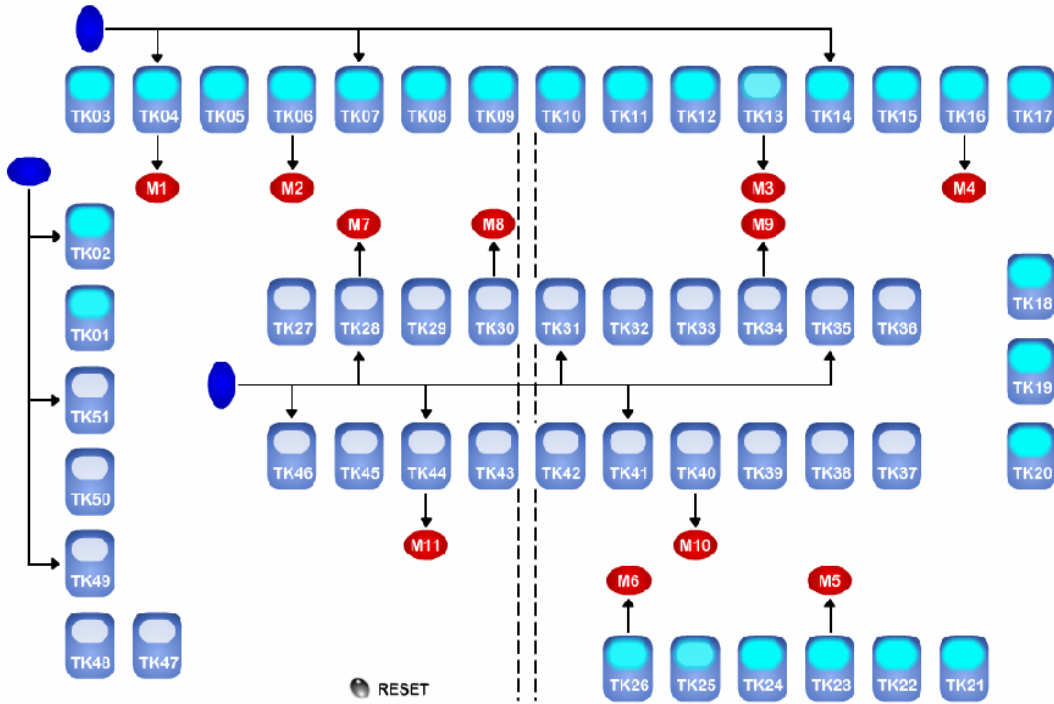 TK03 TK04 TK05 TK06 TK07 TK08 TK09 TK10 TK11 TK12 TK13 TK14 TK15 TK16 TK17
M1 M2 M3 M4
M7 M8 M9
TK02
TK18
TK01
TK27 TK28 TK29 TK30 TK31 TK32 TK33 TK34 TK35 TK36
TK19
TK51
TK46 TK45 TK44 TK43 TK42 TK41 TK40 TK39 TK38 TK37
TK20
TK50
M11 M10
TK49
M6 M5
TK48 TK47
TK26 TK25 TK24 TK23 TK22 TK21
RESET